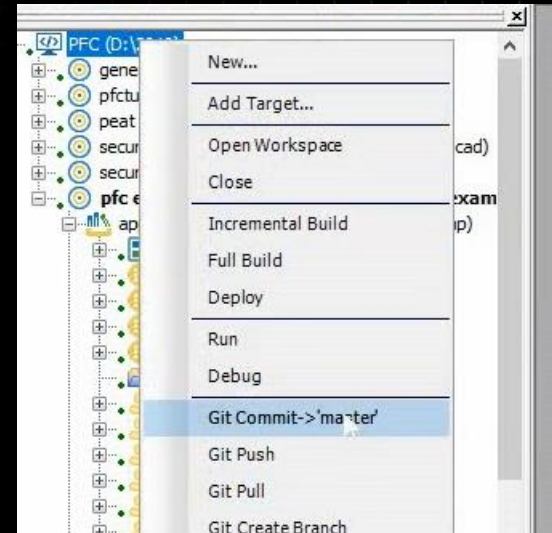 PFC (D:\
New...
gene
pfctu
Add Target...
peat
secur
Open Workspace
cad)
secur
Close
pfc e
exam
ap
Incremental Build
p)
Full Build
Deploy
Run
Debug
Git Commit->'master'
Git Push
Git Pull
Git Create Branch